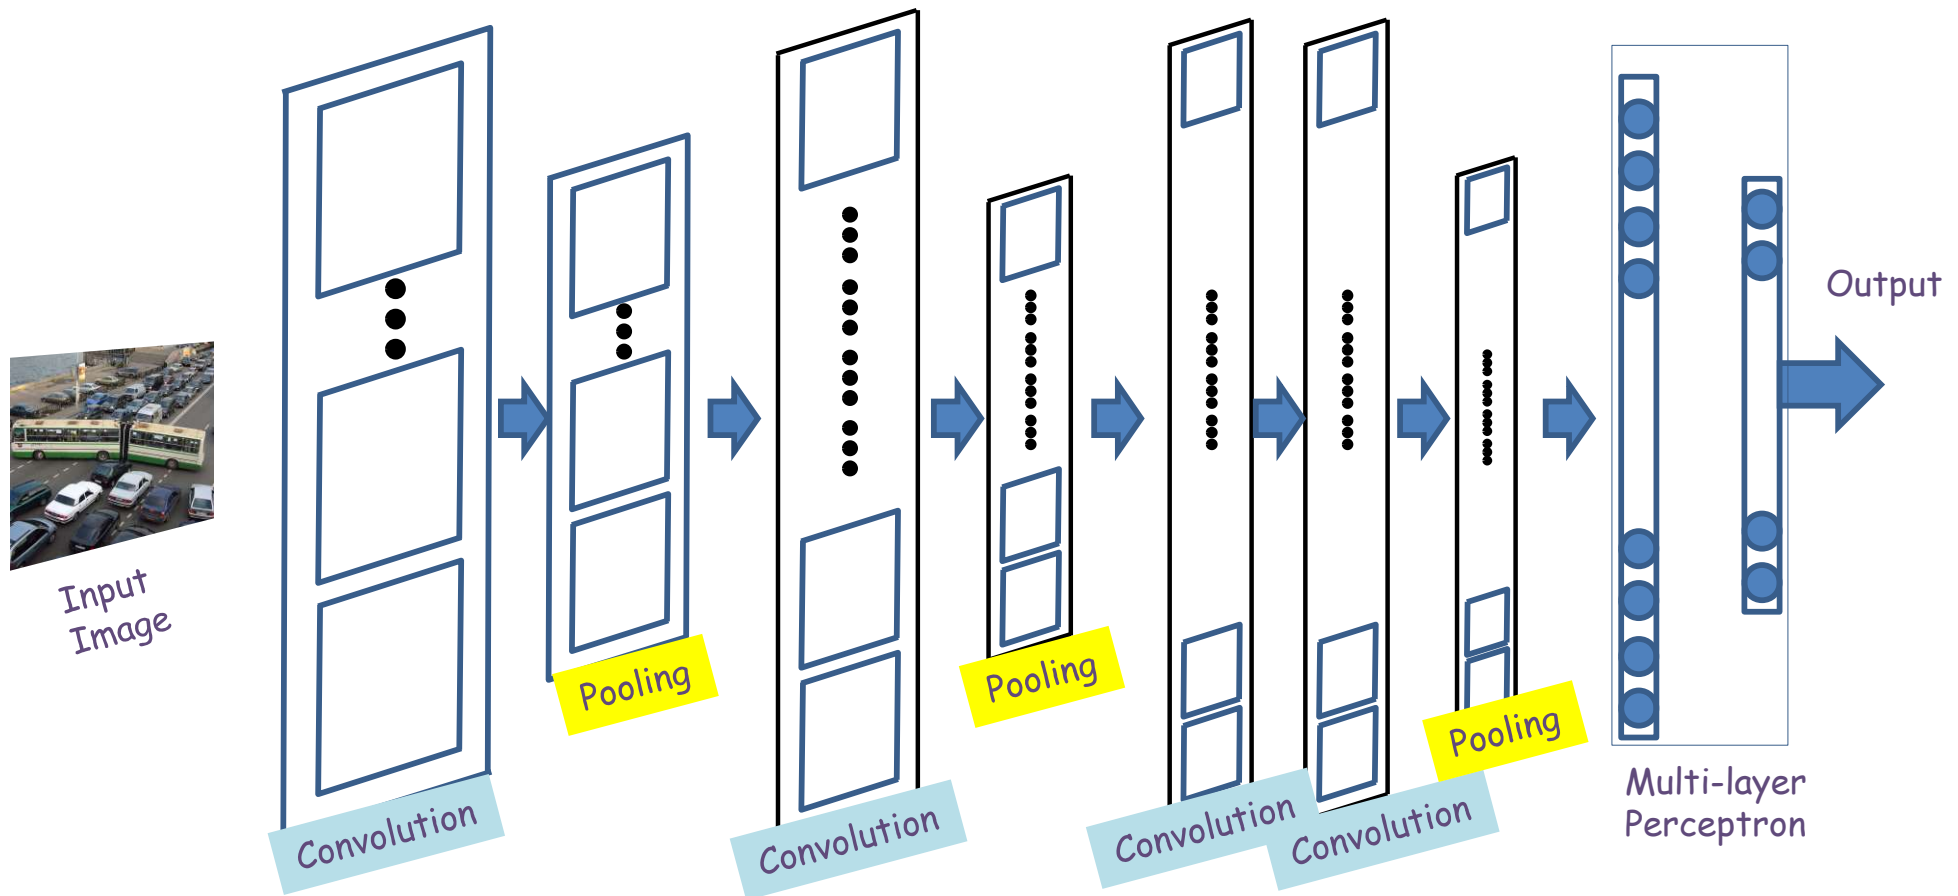 Input
Image
Convolution
Pooling
Convolution
Pooling
Convolution
Convolution
Pooling
Multi-layer
Perceptron
Output